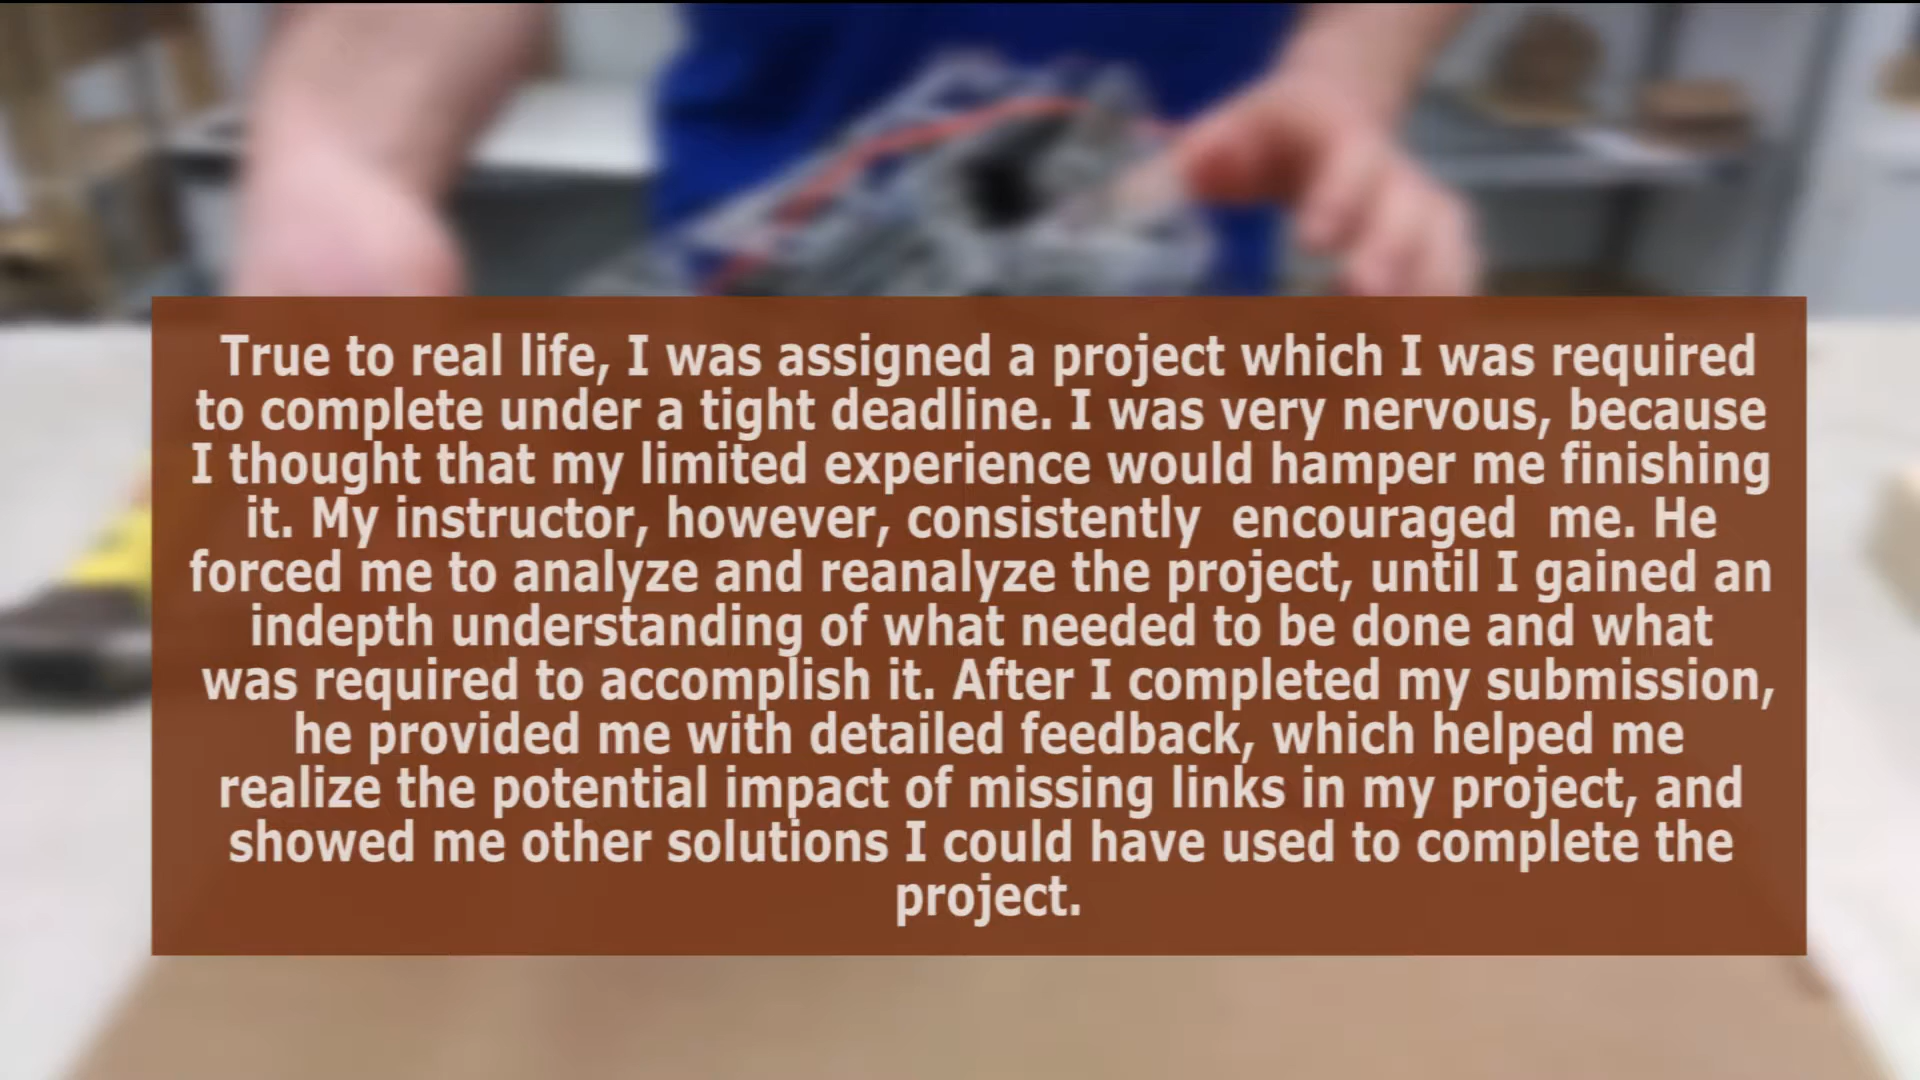 True to real life, I was assigned a project which I was required
to complete under a tight deadline. I was very nervous, because
I thought that my limited experience would hamper me finishing
it. My instructor, however, consistently  encouraged  me. He
forced me to analyze and reanalyze the project, until I gained an
indepth understanding of what needed to be done and what
was required to accomplish it. After I completed my submission,
he provided me with detailed feedback, which helped me
realize the potential impact of missing links in my project, and
showed me other solutions I could have used to complete the
project.